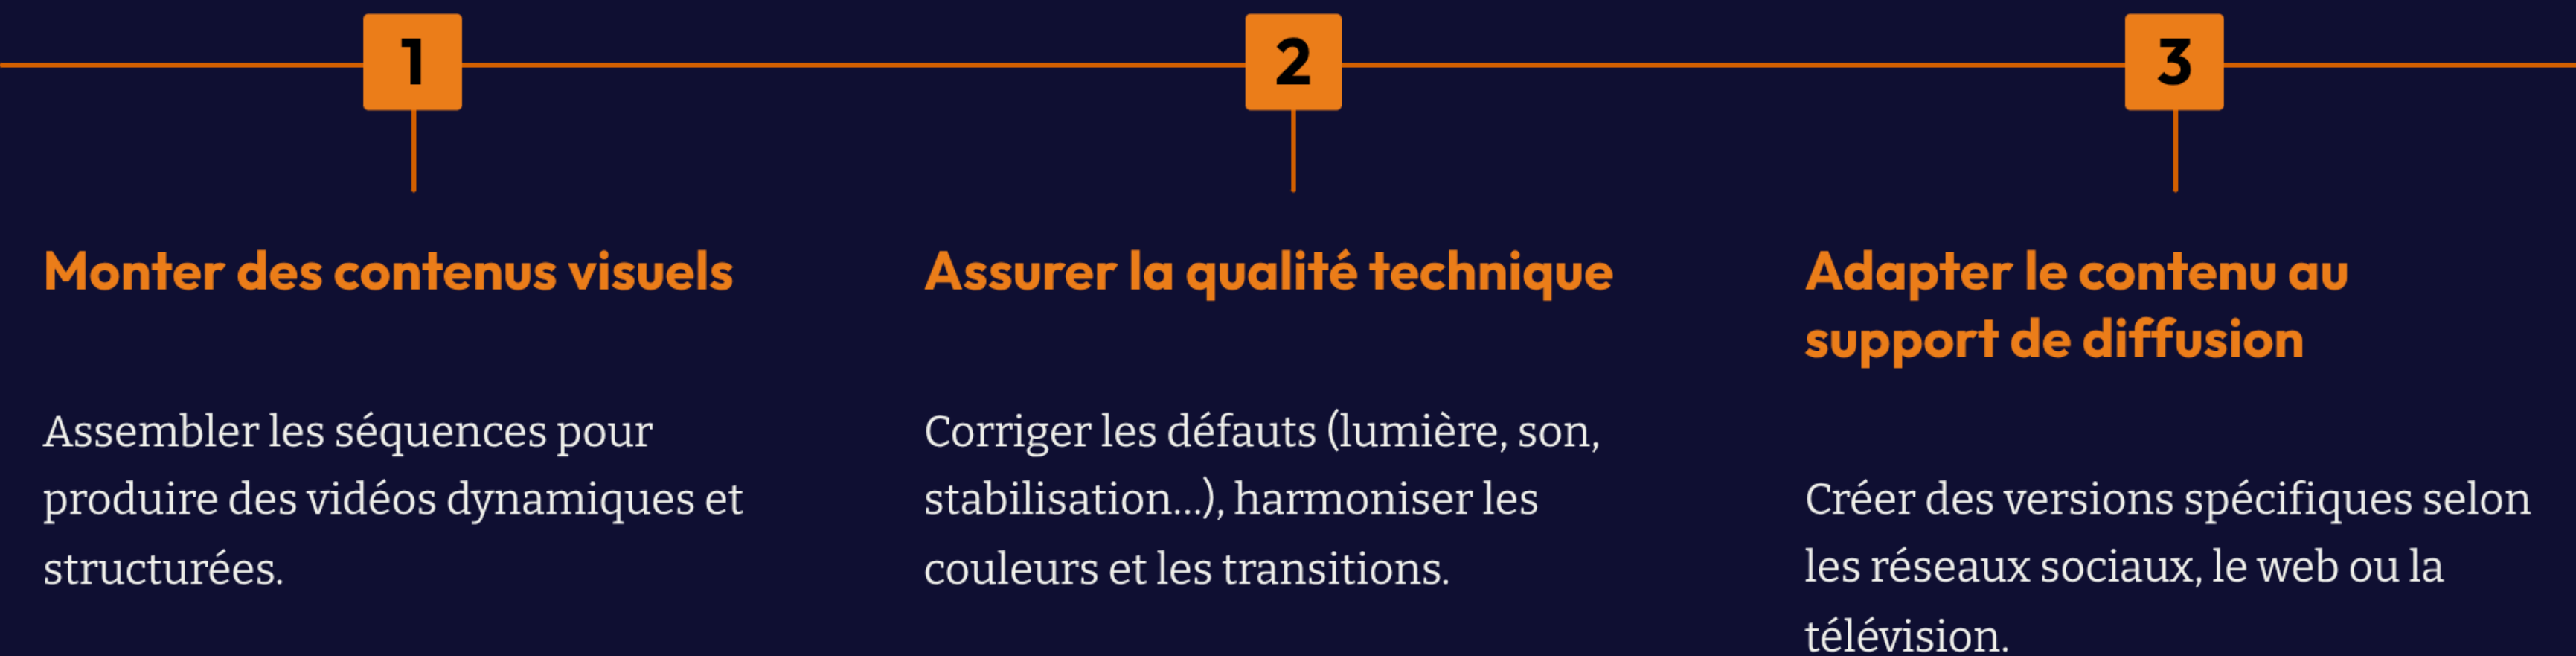 1
Monter des contenus visuels
Assembler les séquences pour
produire des vidéos dynamiques et
structurées.
2
Assurer la qualité technique
Corriger les défauts (lumière, son,
stabilisation...), harmoniser les
couleurs et les transitions.
3
Adapter le contenu au
support de diffusion
Créer des versions spécifiques selon
les réseaux sociaux, le web ou la
télévision.